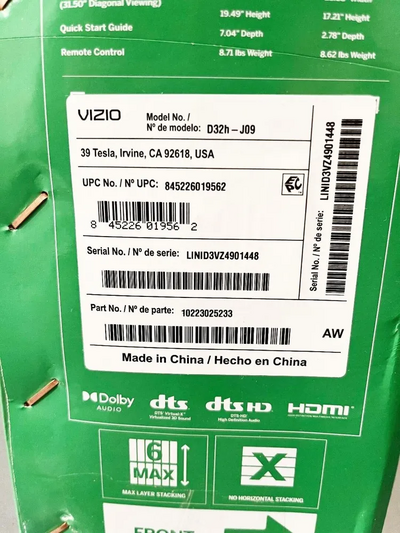 (31.50" Diagonal Viewing)
19.49" Height
17.21" Height
Quick Start Guide
7.04" Depth
2.78" Depth
Remote Control
8.71 lbs Weight
8.62 lbs Weight
VIZIO
Model No. /
Nº de modelo: D32h-J09
39 Tesla, Irvine, CA 92618, USA
UPC No. / Nº UPC: 845226019562
8 45226 01956 2
Serial No. / Nº de serie: LINID3VZ4901448
Part No. / Nº de parte: 10223025233
AW
Made in China / Hecho en China
Serial No. / Nº de serie: LINID3VZ4901448
Dolby
AUDIO
dts
DTS Virtual:X™
Virtualized 3D Sound
dts HD
DTS-HD
High Definition Audio
HDMI
6
MAX
MAX LAYER STACKING
X
NO HORIZONTAL STACKING
FRONT